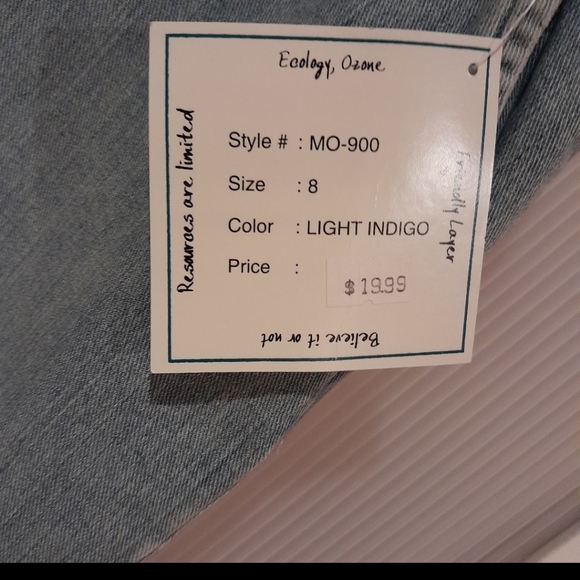 Ecology, Ozone
Resources are limited
Style # : MO-900
Size : 8
Color : LIGHT INDIGO
Price :
$ 19.99
Friendly Layer
Believe it or not